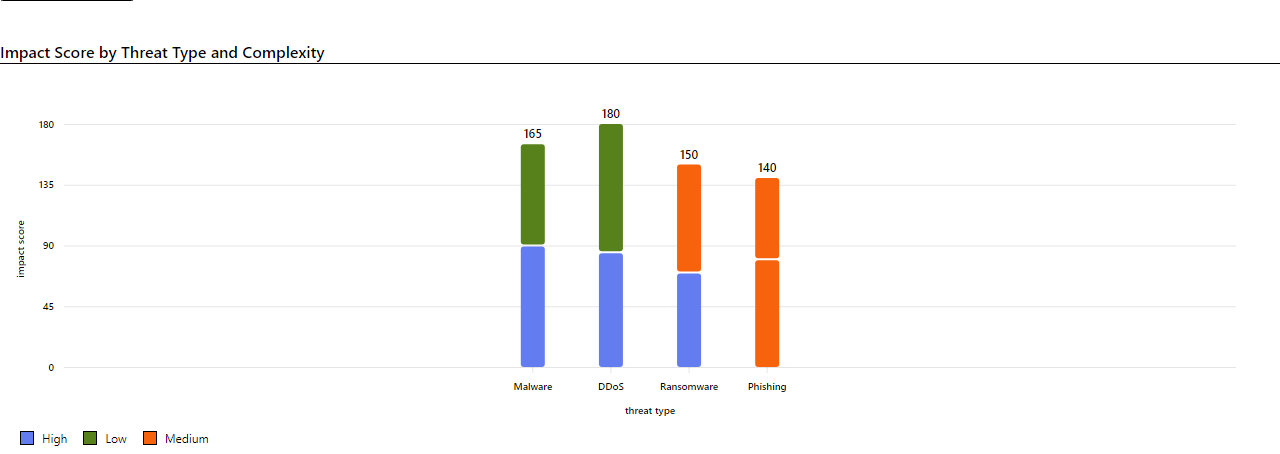 Impact Score by Threat Type and Complexity
180
165
180
150
140
135
90
45
0
impact score
Malware
DDoS
Ransomware
Phishing
threat type
High
Low
Medium